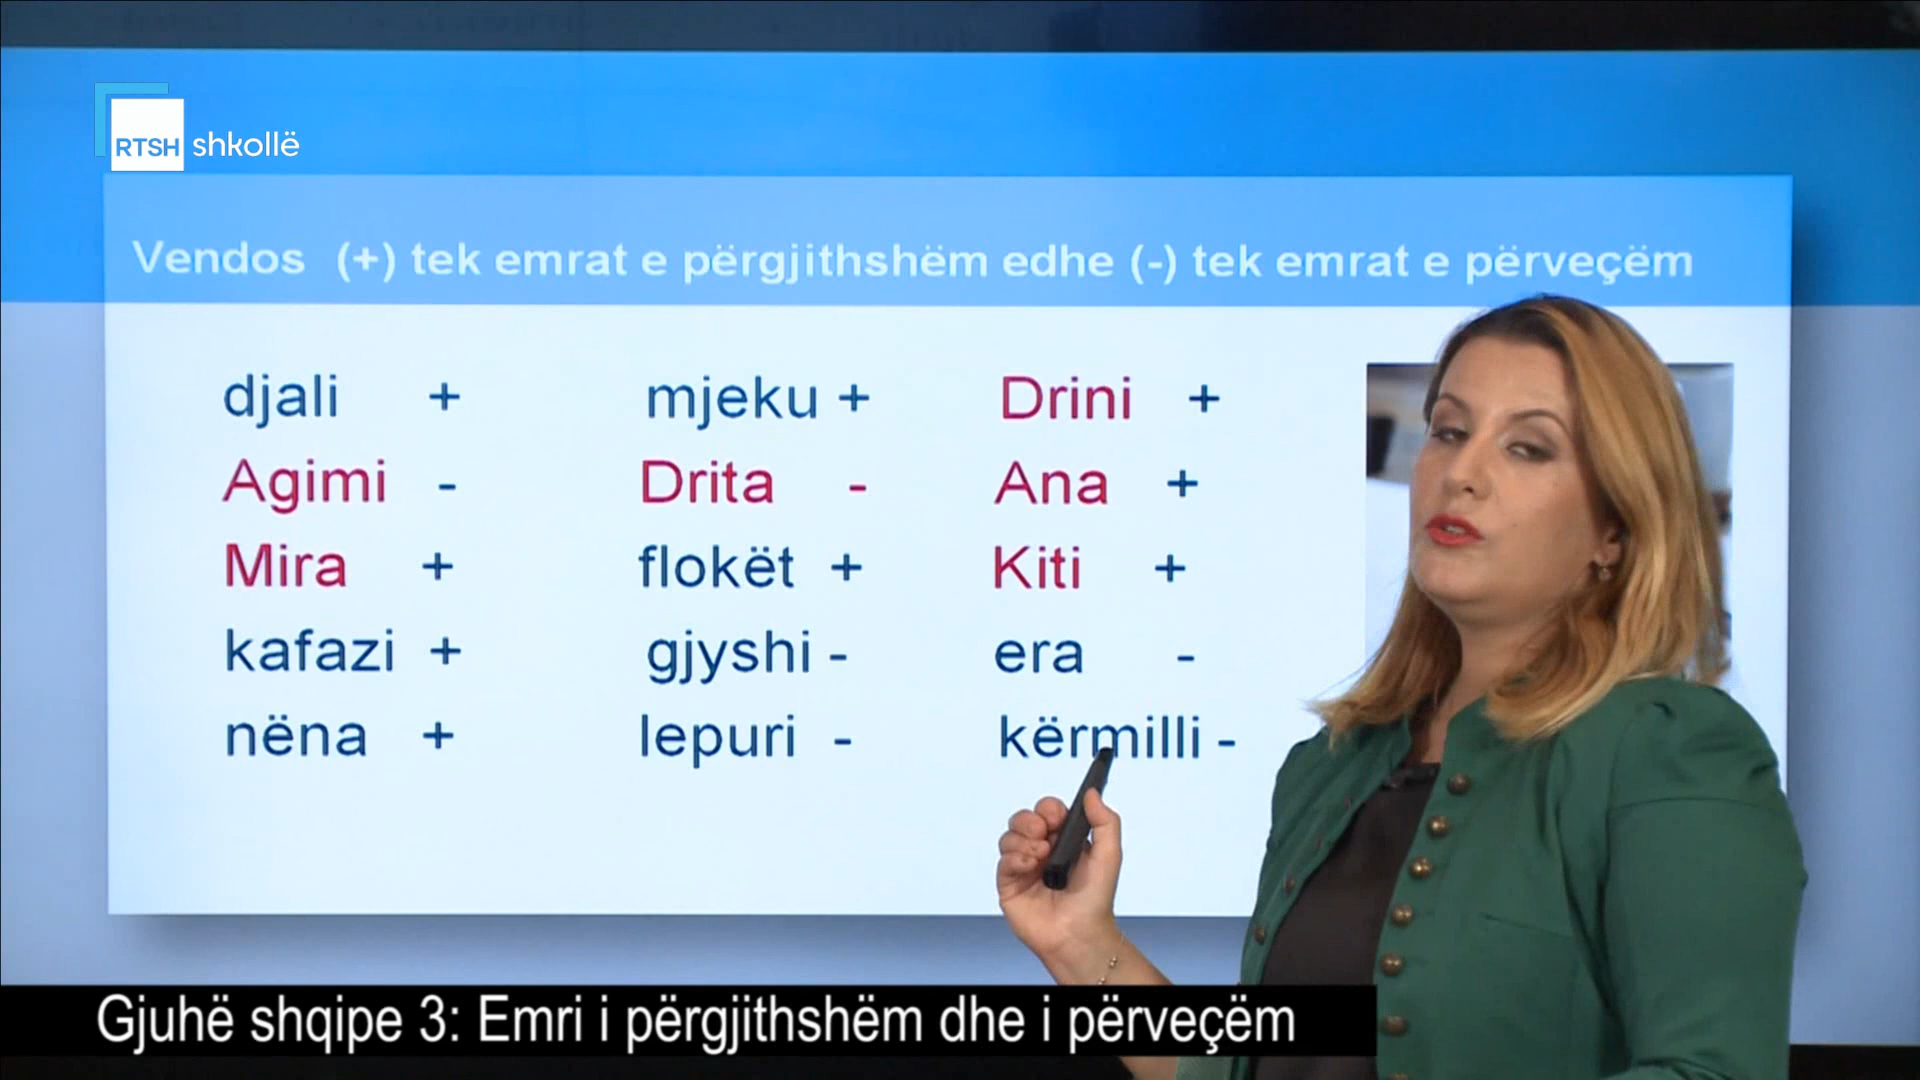 RTSH shkollë
Vendos (+) tek emrat e përgjithshëm edhe (-) tek emrat e përveçëm
djali + mjeku + Drini +
Agimi - Drita - Ana +
Mira + flokët + Kiti +
kafazi + gjyshi - era -
nëna + lepuri - kërmilli -
Gjuhë shqipe 3: Emri i përgjithshëm dhe i përveçëm